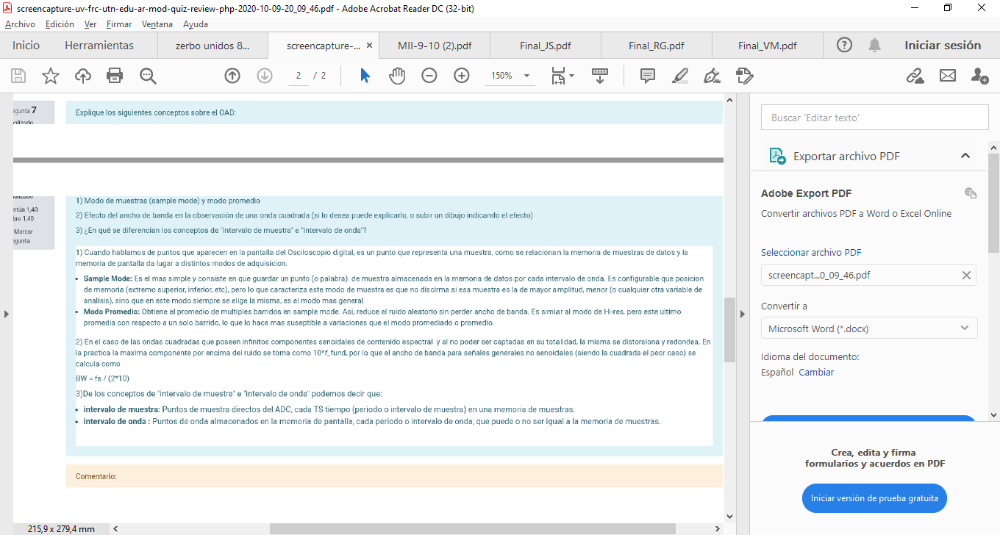 screencapture-uv-frc-utn-edu-ar-mod-quiz-review-php-2020-10-09-20_09_46.pdf - Adobe Acrobat Reader DC (32-bit)
Archivo Edición Ver Firmar Ventana Ayuda
Inicio Herramientas zerbo unidos 8... screencapture-... × MII-9-10 (2).pdf Final_JS.pdf Final_RG.pdf Final_VM.pdf Iniciar sesión
2 / 2 150%
egunta 7
Explique los siguientes conceptos sobre el OAD:
ntúa 1,40
bre 1,40
Marcar
egunta
1) Modo de muestras (sample mode) y modo promedio
2) Efecto del ancho de banda en la observación de una onda cuadrada (si lo desea puede explicarlo, o subir un dibujo indicando el efecto)
3) ¿En qué se diferencian los conceptos de "intervalo de muestra" e "intervalo de onda"?
1) Cuando hablamos de puntos que aparecen en la pantalla del Osciloscopio digital, es un punto que representa una muestra, como se relacionan la memoria de muestras de datos y la
memoria de pantalla da lugar a distintos modos de adquisicion.
• Sample Mode: Es el mas simple y consiste en que guardar un punto (o palabra) de muestra almacenada en la memoria de datos por cada intervalo de onda. Es configurable que posicion
de memoria (extremo superior, inferior, etc), pero lo que caracteriza este modo de muestra es que no discirma si esa muestra es la de mayor amplitud, menor (o cualquier otra variable de
analisis), sino que en este modo siempre se elige la misma, es el modo mas general
• Modo Promedio: Obtiene el promedio de multiples barridos en sample mode. Asi, reduce el ruido aleatorio sin perder ancho de banda. Es simiar al modo de Hi-res, pero este ultimo
promedia con respecto a un solo barrido, lo que lo hace mas suseptible a variaciones que el modo promediado o promedio.
2) En el caso de las ondas cuadradas que poseen infinitos componentes senoidales de contenido espectral y al no poder ser captadas en su totalidad, la misma se distorsiona y redondea. En
la practica la maxima componente por encima del ruido se toma como 10*f_fund, por lo que el ancho de banda para señales generales no senoidales (siendo la cuadrada el peor caso) se
calcula como
BW = fs / (2*10)
3)De los conceptos de "intervalo de muestra" e "intervalo de onda" podemos decir que:
• intervalo de muestra: Puntos de muestra directos del ADC, cada TS tiempo (periodo o intervalo de muestra) en una memoria de muestras.
• intervalo de onda : Puntos de onda almacenados en la memoria de pantalla, cada periodo o intervalo de onda, que puede o no ser igual a la memoria de muestras.
Comentario:
215,9 x 279,4 mm
Buscar 'Editar texto'
Exportar archivo PDF
Adobe Export PDF
Convertir archivos PDF a Word o Excel Online
Seleccionar archivo PDF
screencapt...0_09_46.pdf
Convertir a
Microsoft Word (*.docx)
Idioma del documento:
Español Cambiar
Crea, edita y firma
formularios y acuerdos en PDF
Iniciar versión de prueba gratuita